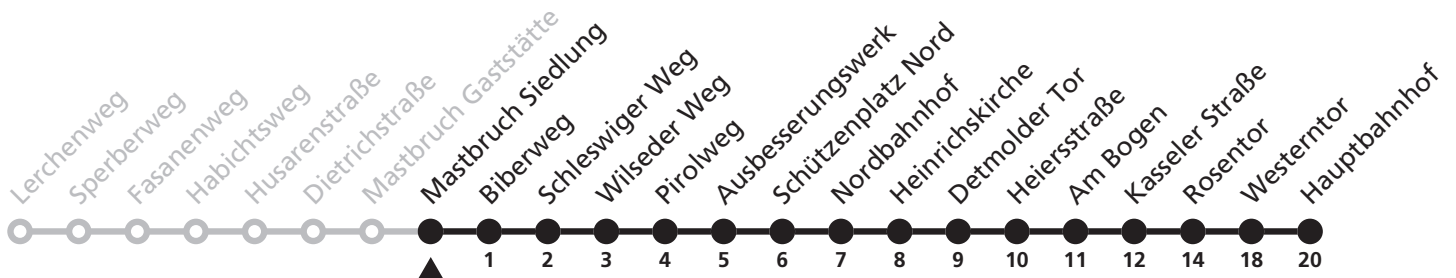 Lerchenweg
Sperberweg
Fasanenweg
Habichtsweg
Husarenstraße
Dietrichstraße
Mastbruch Gaststätte
Mastbruch Siedlung
Biberweg
Schleswiger Weg
Wilseder Weg
Pirolweg
Ausbesserungswerk
Schützenplatz Nord
Nordbahnhof
Heinrichskirche
Detmolder Tor
Heiersstraße
Am Bogen
Kasseler Straße
Rosentor
Westerntor
Hauptbahnhof
1 2 3 4 5 6 7 8 9 10 11 12 14 18 20